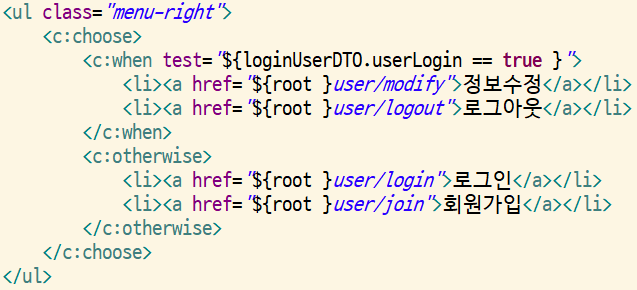 <ul class="menu-right">
<c:choose>
<c:when test="${loginUserDTO.userLogin == true }">
<li><a href="${root }user/modify">정보수정</a></li>
<li><a href="${root }user/logout">로그아웃</a></li>
</c:when>
<c:otherwise>
<li><a href="${root }user/login">로그인</a></li>
<li><a href="${root }user/join">회원가입</a></li>
</c:otherwise>
</c:choose>
</ul>